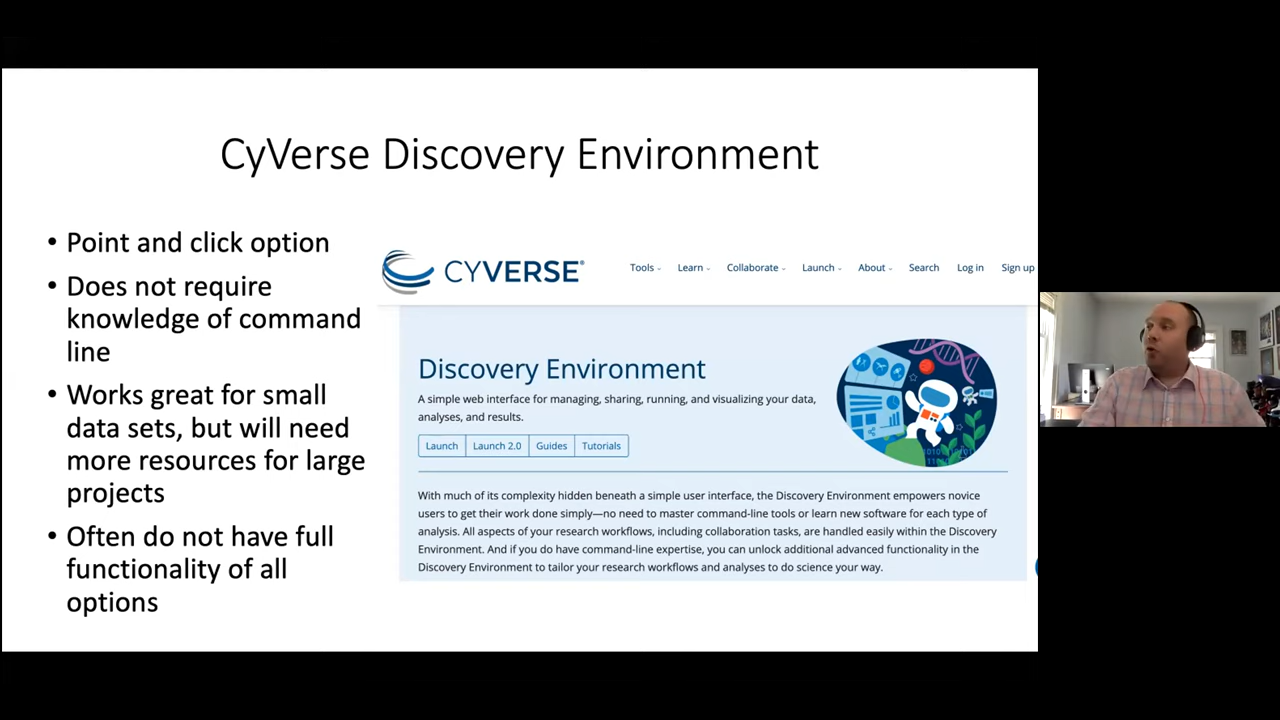 CyVerse Discovery Environment
• Point and click option
• Does not require
knowledge of command
line
• Works great for small
data sets, but will need
more resources for large
projects
• Often do not have full
functionality of all
options
CYVERSE®
Tools Learn Collaborate Launch About Search Log in Sign up
Discovery Environment
A simple web interface for managing, sharing, running, and visualizing your data,
analyses, and results.
Launch Launch 2.0 Guides Tutorials
With much of its complexity hidden beneath a simple user interface, the Discovery Environment empowers novice
users to get their work done simply—no need to master command-line tools or learn new software for each type of
analysis. All aspects of your research workflows, including collaboration tasks, are handled easily within the Discovery
Environment. And if you do have command-line expertise, you can unlock additional advanced functionality in the
Discovery Environment to tailor your research workflows and analyses to do science your way.